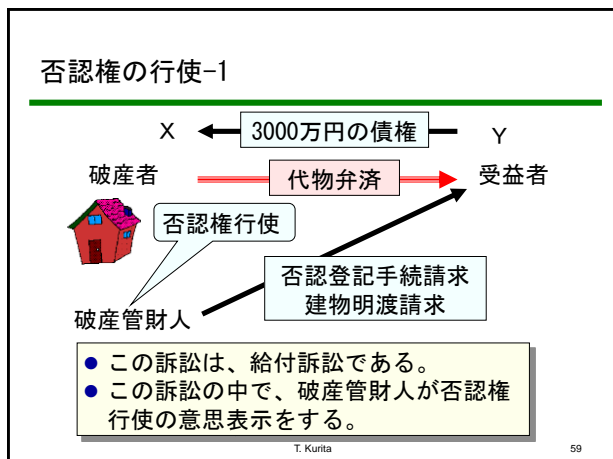 否認権の行使-1
X
3000万円の債権
Y
破産者
代物弁済
受益者
否認権行使
否認登記手続請求
建物明渡請求
破産管財人
● この訴訟は、給付訴訟である。
● この訴訟の中で、破産管財人が否認権
行使の意思表示をする。
T. Kurita
59